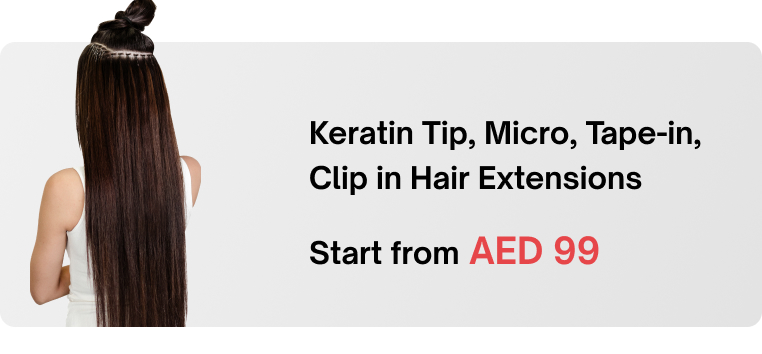 Keratin Tip, Micro, Tape-in,
Clip in Hair Extensions
Start from AED 99